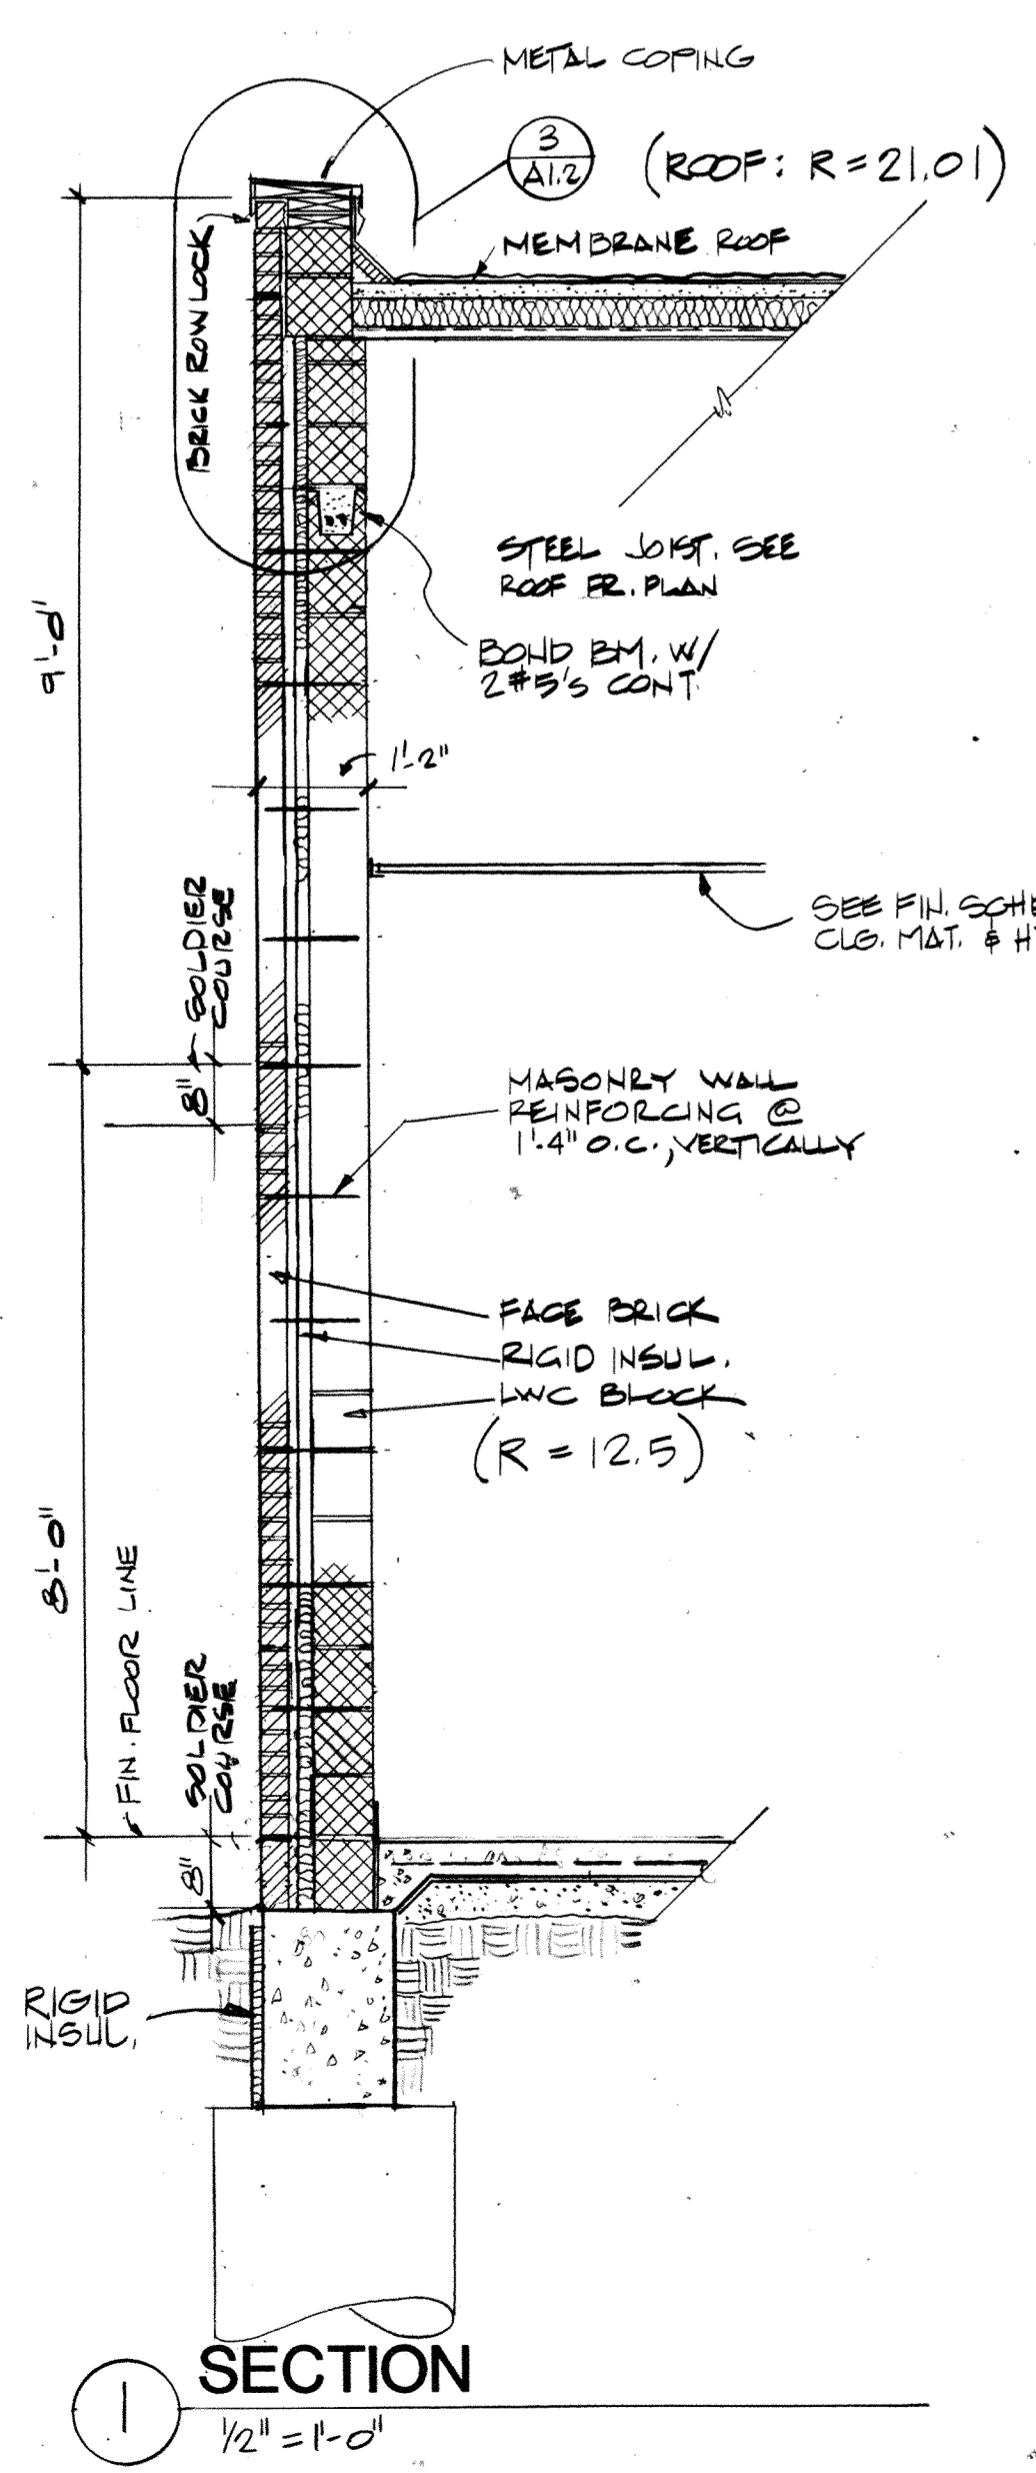 METAL COPING
3
A1.2
(ROOF: R=21.01)
MEMBRANE ROOF
BRICK ROWLOCK
STEEL JOIST. SEE
ROOF FR. PLAN
BOND BM. W/
2#5's CONT.
9'-0"
1'-2"
SEE FIN. SCHE
CLG. MAT. & HT
SOLDIER
COURSE
8"
MASONRY WALL
REINFORCING @
1'-4" O.C., VERTICALLY
FACE BRICK
RIGID INSUL.
LWC BLOCK
(R = 12.5)
8'-0"
FIN. FLOOR LINE
SOLDIER
COURSE
8"
RIGID
INSUL.
1
SECTION
1/2" = 1'-0"